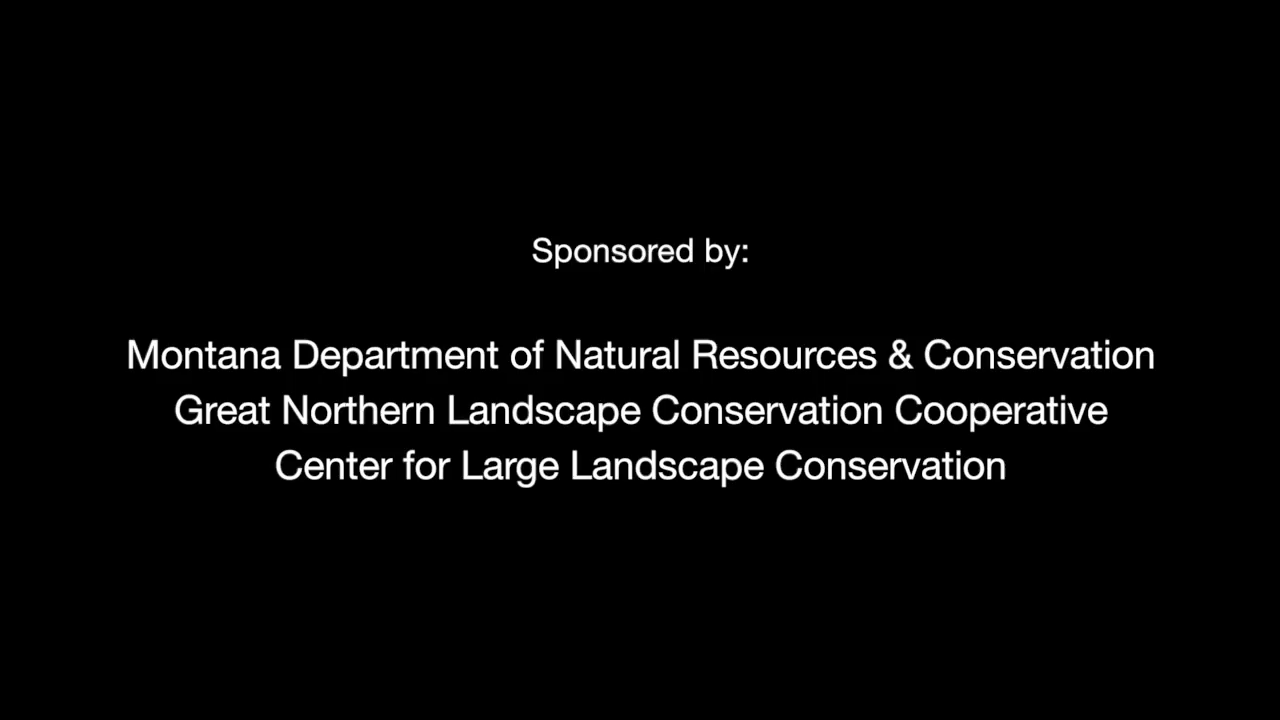 Sponsored by:
Montana Department of Natural Resources & Conservation
Great Northern Landscape Conservation Cooperative
Center for Large Landscape Conservation